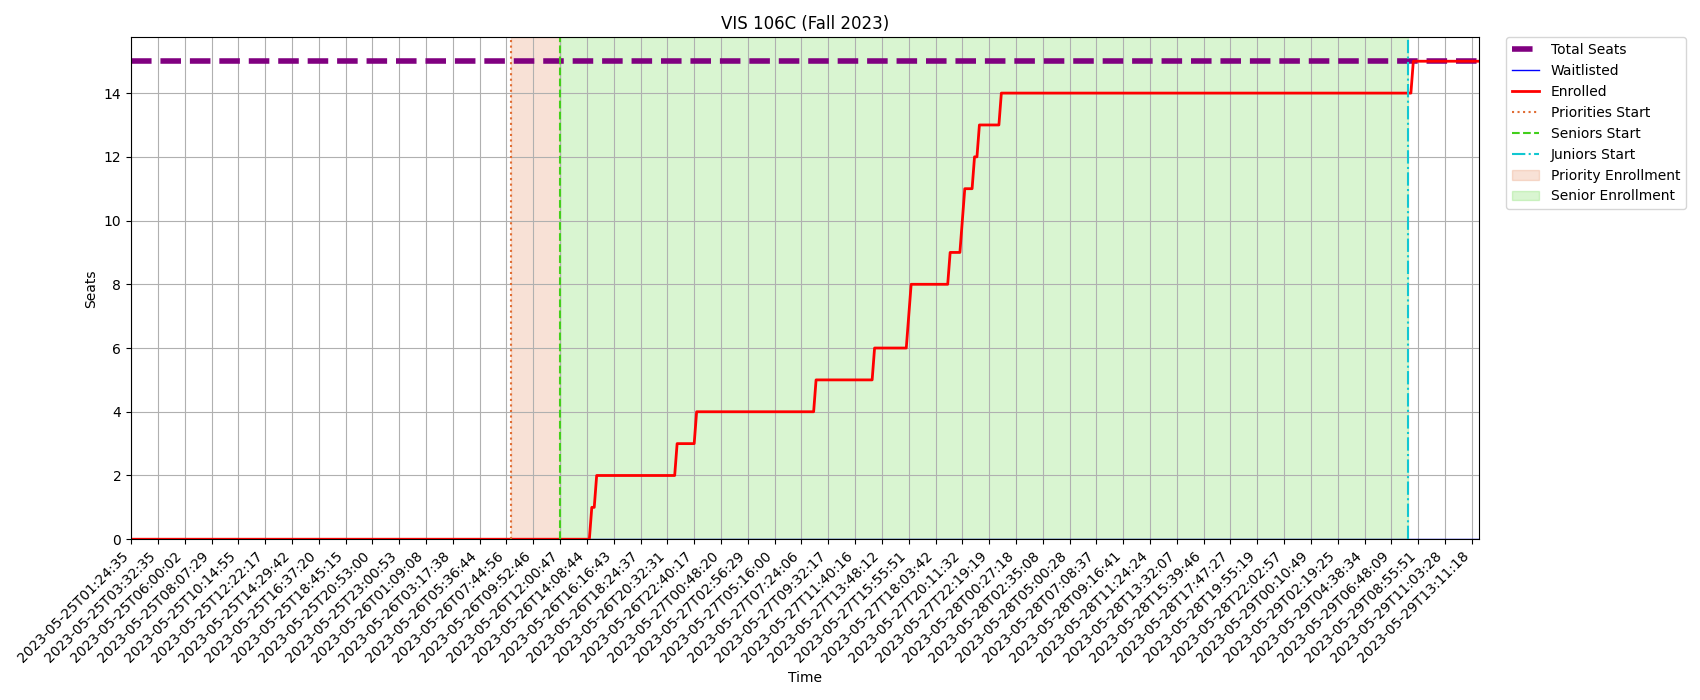 VIS 106C (Fall 2023)
Total Seats
Waitlisted
Enrolled
Priorities Start
Seniors Start
Juniors Start
Priority Enrollment
Senior Enrollment
Seats
14
12
10
8
6
4
2
0
2023-05-25T01:24:35
2023-05-25T03:32:35
2023-05-25T06:00:02
2023-05-25T08:07:29
2023-05-25T10:14:55
2023-05-25T12:22:17
2023-05-25T14:29:42
2023-05-25T16:37:20
2023-05-25T18:45:15
2023-05-25T20:53:00
2023-05-25T23:00:53
2023-05-26T01:09:08
2023-05-26T03:17:38
2023-05-26T05:36:44
2023-05-26T07:44:56
2023-05-26T09:52:46
2023-05-26T12:00:47
2023-05-26T14:08:44
2023-05-26T16:16:43
2023-05-26T18:24:37
2023-05-26T20:32:31
2023-05-26T22:40:17
2023-05-27T00:48:20
2023-05-27T02:56:29
2023-05-27T05:16:00
2023-05-27T07:24:06
2023-05-27T09:32:17
2023-05-27T11:40:16
2023-05-27T13:48:12
2023-05-27T15:55:51
2023-05-27T18:03:42
2023-05-27T20:11:32
2023-05-27T22:19:19
2023-05-28T00:27:18
2023-05-28T02:35:08
2023-05-28T05:00:28
2023-05-28T07:08:37
2023-05-28T09:16:41
2023-05-28T11:24:24
2023-05-28T13:32:07
2023-05-28T15:39:46
2023-05-28T17:47:27
2023-05-28T19:55:19
2023-05-28T22:02:57
2023-05-29T00:10:49
2023-05-29T02:19:25
2023-05-29T04:38:34
2023-05-29T06:48:09
2023-05-29T08:55:51
2023-05-29T11:03:28
2023-05-29T13:11:18
Time